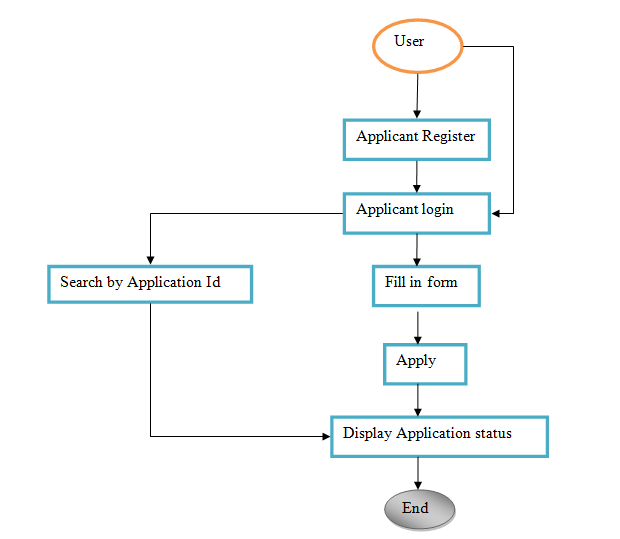 User
Applicant Register
Applicant login
Search by Application Id
Fill in form
Apply
Display Application status
End